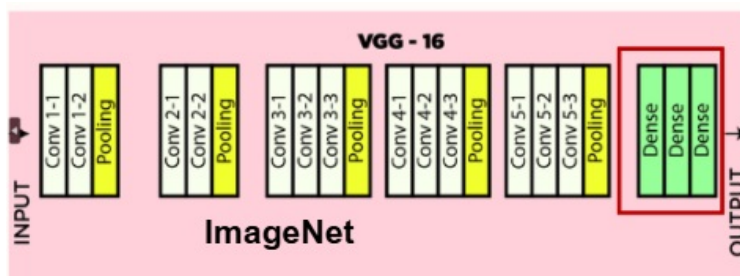 VGG - 16
INPUT
Conv 1-1
Conv 1-2
Pooling
Conv 2-1
Conv 2-2
Pooling
Conv 3-1
Conv 3-2
Conv 3-3
Pooling
Conv 4-1
Conv 4-2
Conv 4-3
Pooling
Conv 5-1
Conv 5-2
Conv 5-3
Pooling
Dense
Dense
Dense
OUTPUT
ImageNet